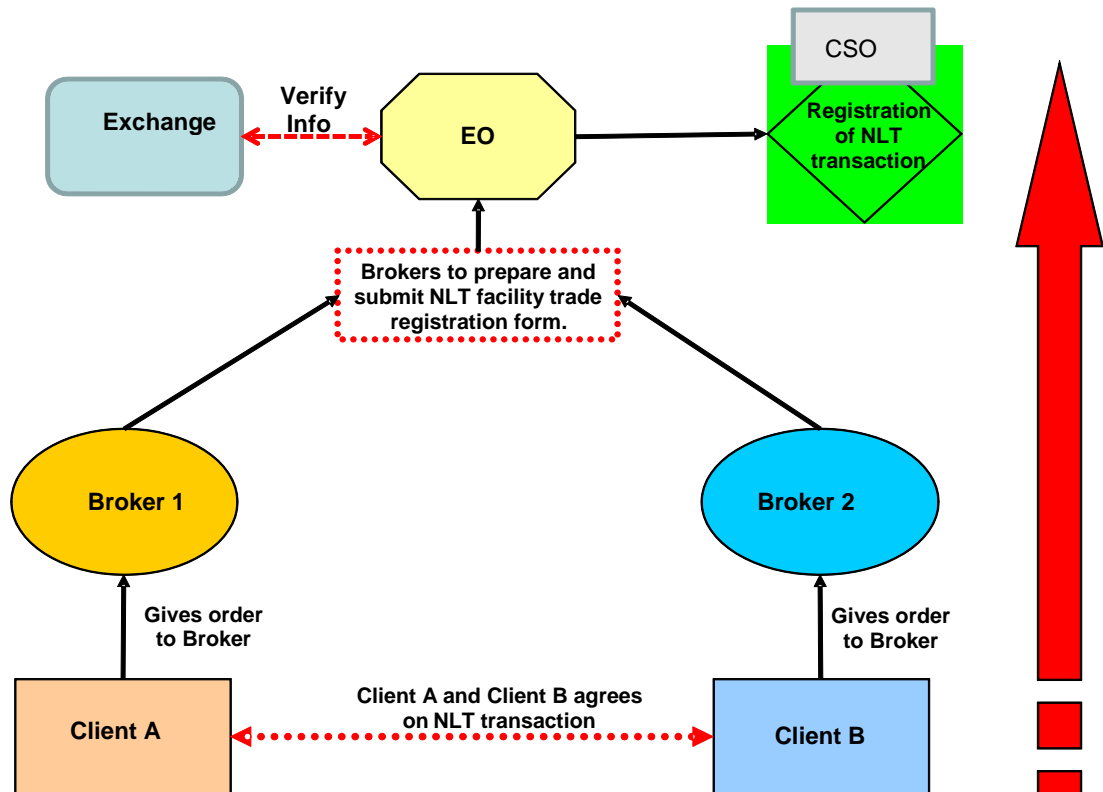 CSO
Verify
Info
Exchange
EO
Registration
of NLT
transaction
Brokers to prepare and
submit NLT facility trade
registration form.
Broker 1
Broker 2
Gives order
to Broker
Gives order
to Broker
Client A and Client B agrees
on NLT transaction
Client A
Client B